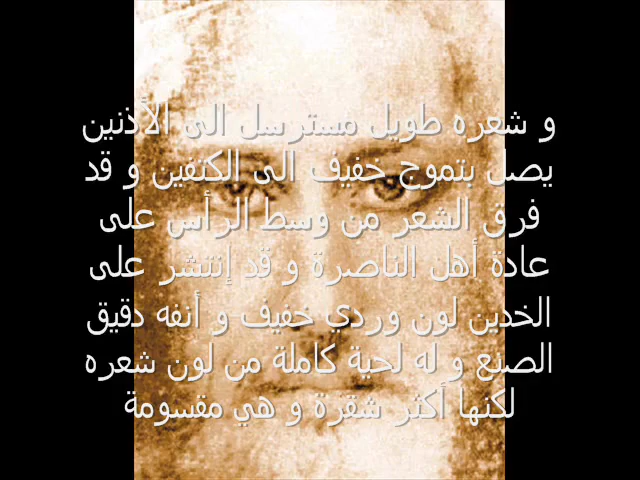 و شعره طويل مسترسل الى الأذنين
يصل بتموج خفيف الى الكتفين و قد
فرق الشعر من وسط الرأس على
عادة أهل الناصرة و قد إنتشر على
الخدين لون وردي خفيف و أنفه دقيق
الصنع و له لحية كاملة من لون شعره
لكنها أكثر شقرة و هي مقسومة